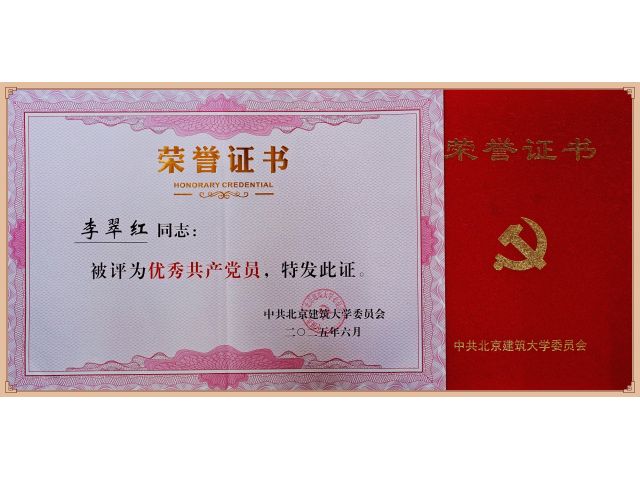 荣誉证书
HONORARY CREDENTIAL
李翠红 同志：
被评为优秀共产党员，特发此证。
中共北京建筑大学委员会
二〇二五年六月
荣誉证书
中共北京建筑大学委员会